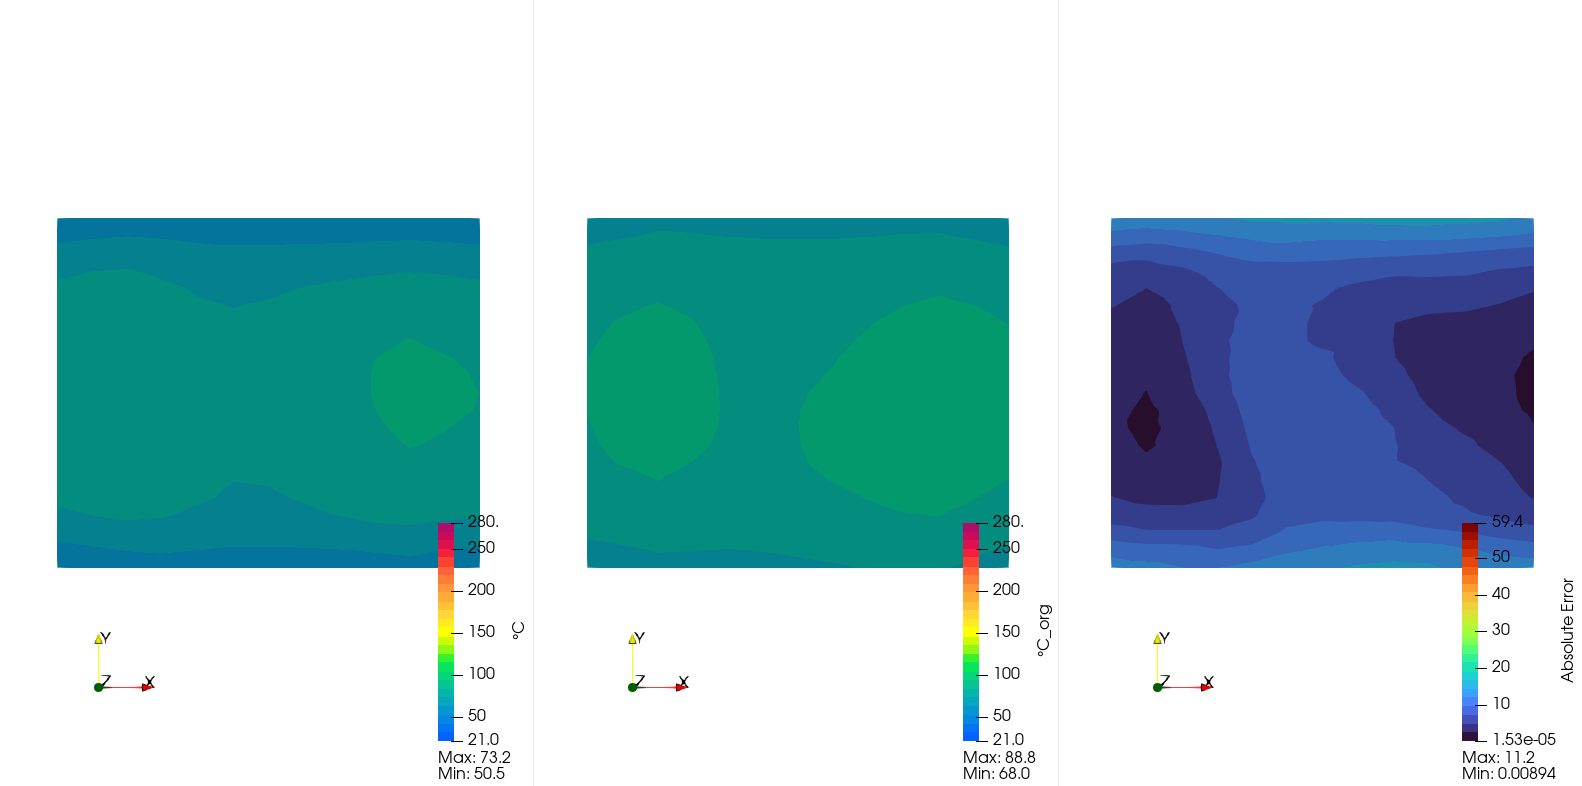 280.
250
200
150
100
50
21.0
°C
Max: 73.2
Min: 50.5
Y
Z
X
280.
250
200
150
100
50
21.0
°C_org
Max: 88.8
Min: 68.0
Y
Z
X
59.4
50
40
30
20
10
1.53e-05
Absolute Error
Max: 11.2
Min: 0.00894
Y
Z
X